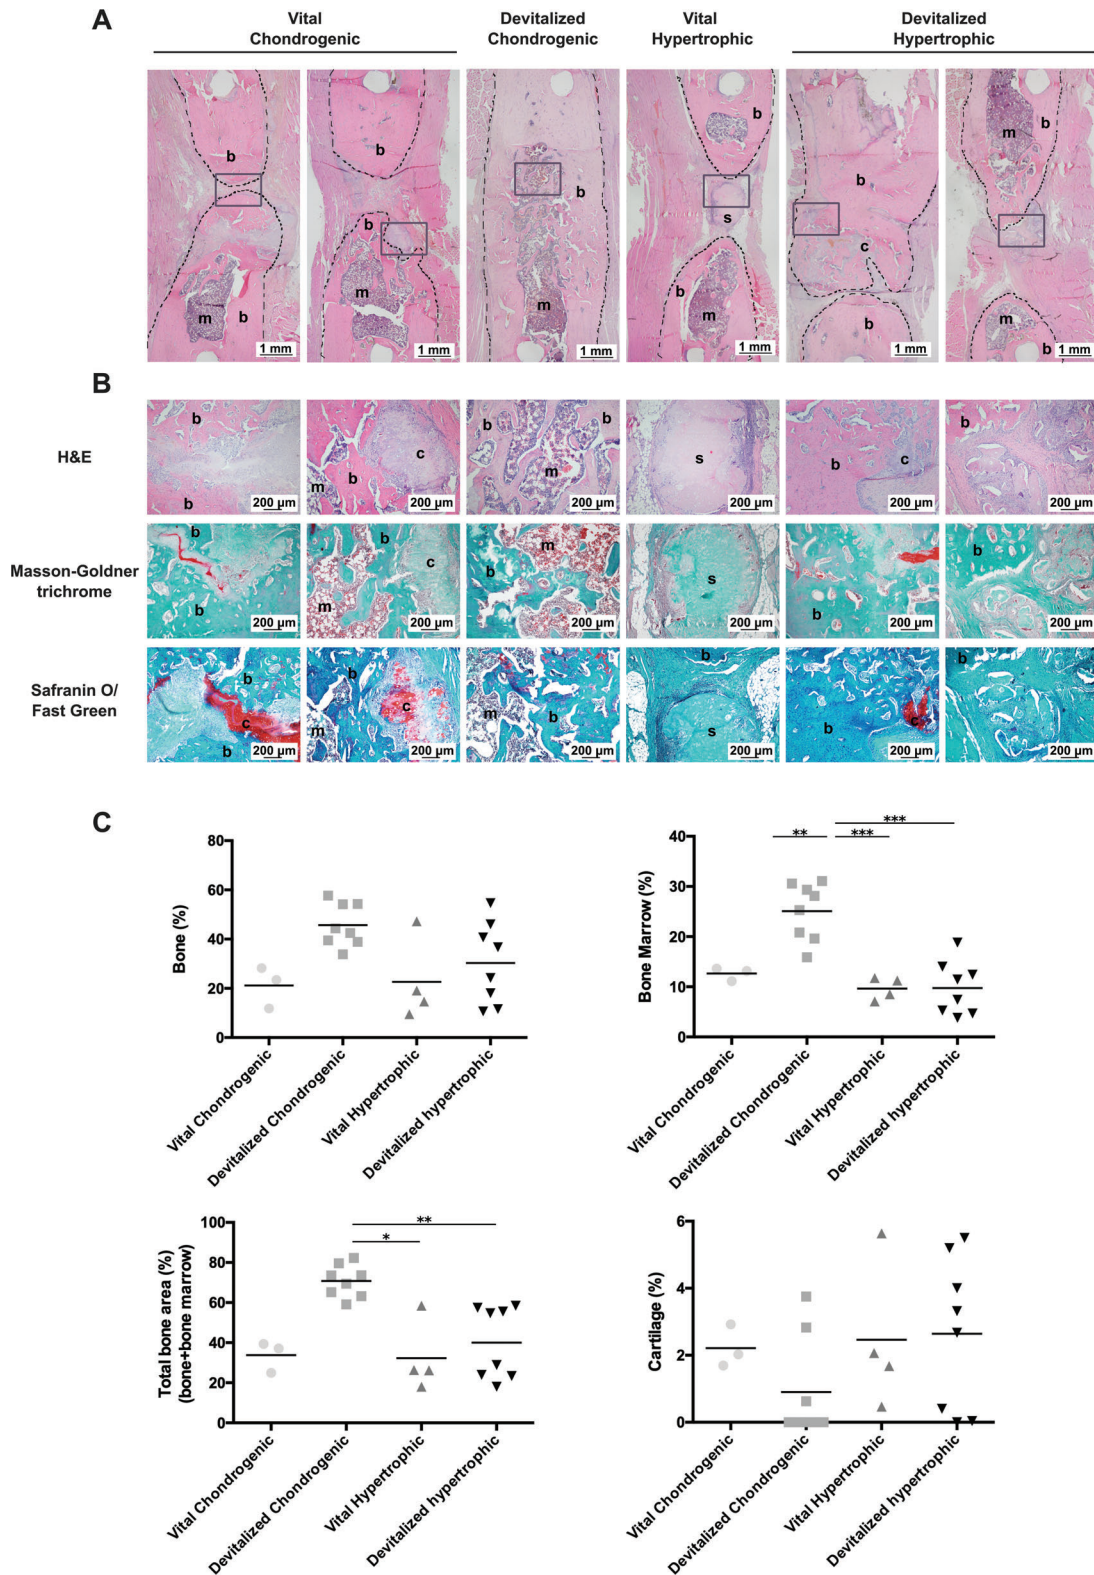 A
Vital
Chondrogenic
Devitalized
Chondrogenic
Vital
Hypertrophic
Devitalized
Hypertrophic
b
m
b
1 mm
b
b
m
1 mm
b
m
1 mm
b
s
b
m
1 mm
b
c
b
1 mm
m
b
m
b
1 mm
B
H&E
b
b
200 µm
c
b
m
200 µm
b
b
m
200 µm
s
200 µm
b
c
200 µm
b
200 µm
Masson-Goldner
trichrome
b
b
200 µm
b
c
m
200 µm
m
b
200 µm
s
200 µm
b
200 µm
b
200 µm
Safranin O/
Fast Green
b
c
b
200 µm
b
c
m
200 µm
m
b
200 µm
b
s
200 µm
b
c
200 µm
b
200 µm
C
Bone (%)
80
60
40
20
0
Vital Chondrogenic
Devitalized Chondrogenic
Vital Hypertrophic
Devitalized hypertrophic
Bone Marrow (%)
40
30
20
10
0
**
***
***
Vital Chondrogenic
Devitalized Chondrogenic
Vital Hypertrophic
Devitalized hypertrophic
Total bone area (%)
(bone+bone marrow)
100
80
60
40
20
0
**
*
Vital Chondrogenic
Devitalized Chondrogenic
Vital Hypertrophic
Devitalized hypertrophic
Cartilage (%)
6
4
2
0
Vital Chondrogenic
Devitalized Chondrogenic
Vital Hypertrophic
Devitalized hypertrophic